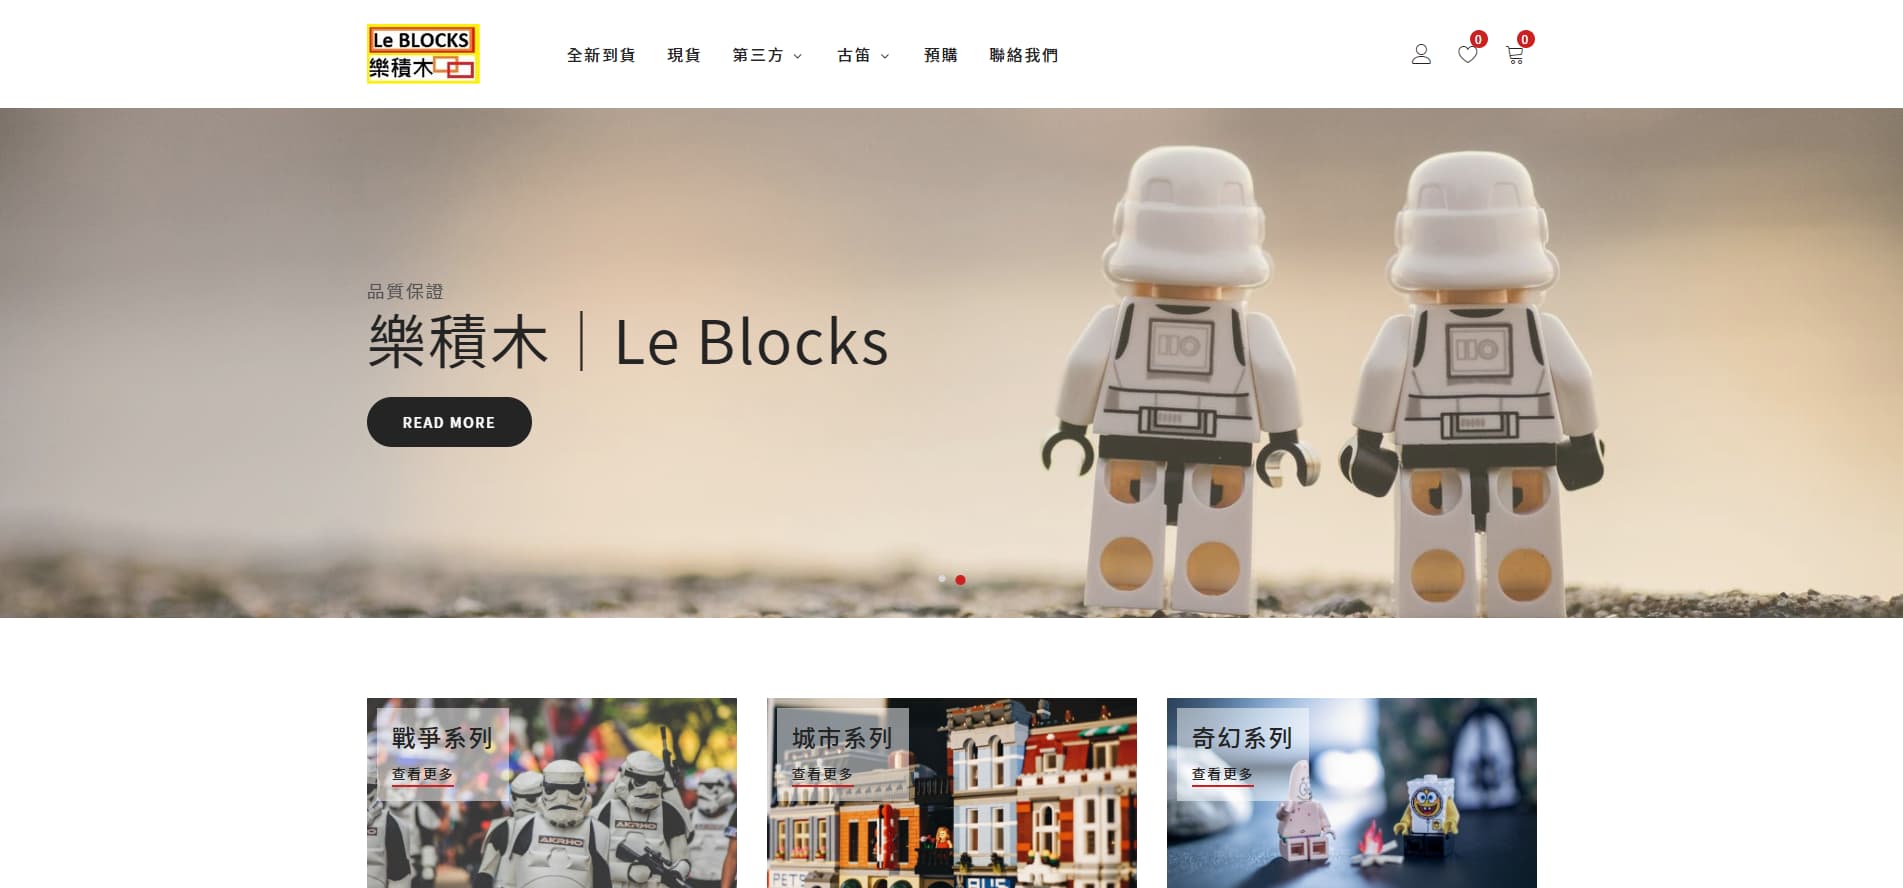 Le BLOCKS
樂積木
全新到貨
現貨
第三方
古笛
預購
聯絡我們
0
0
品質保證
樂積木｜Le Blocks
READ MORE
戰爭系列
查看更多
AKRHO
AKRHO
城市系列
查看更多
PETS
奇幻系列
查看更多